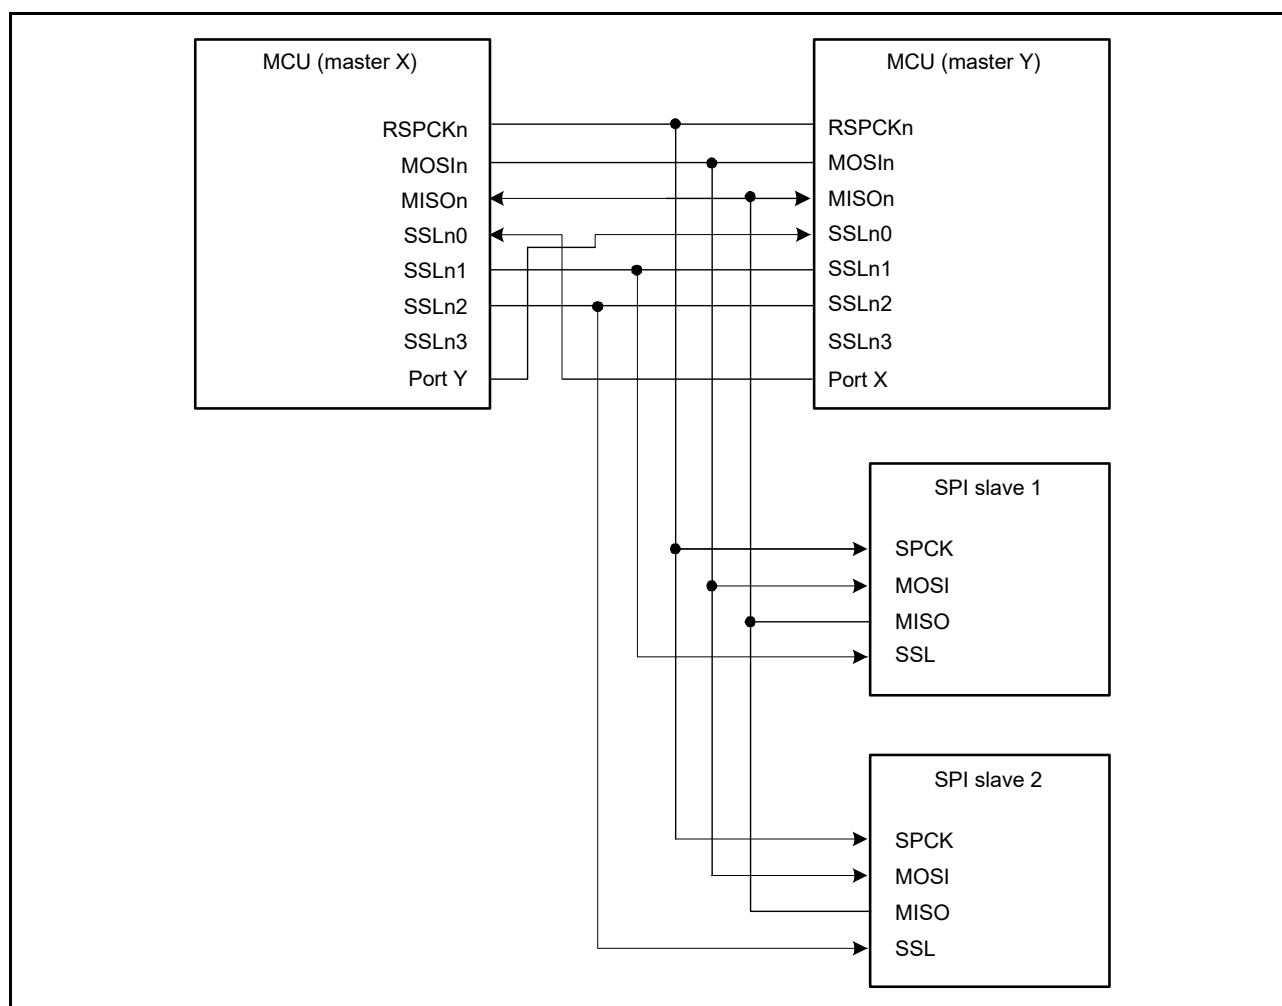 MCU (master X)
RSPCKn
MOSIn
MISOn
SSLn0
SSLn1
SSLn2
SSLn3
Port Y
MCU (master Y)
RSPCKn
MOSIn
MISOn
SSLn0
SSLn1
SSLn2
SSLn3
Port X
SPI slave 1
SPCK
MOSI
MISO
SSL
SPI slave 2
SPCK
MOSI
MISO
SSL